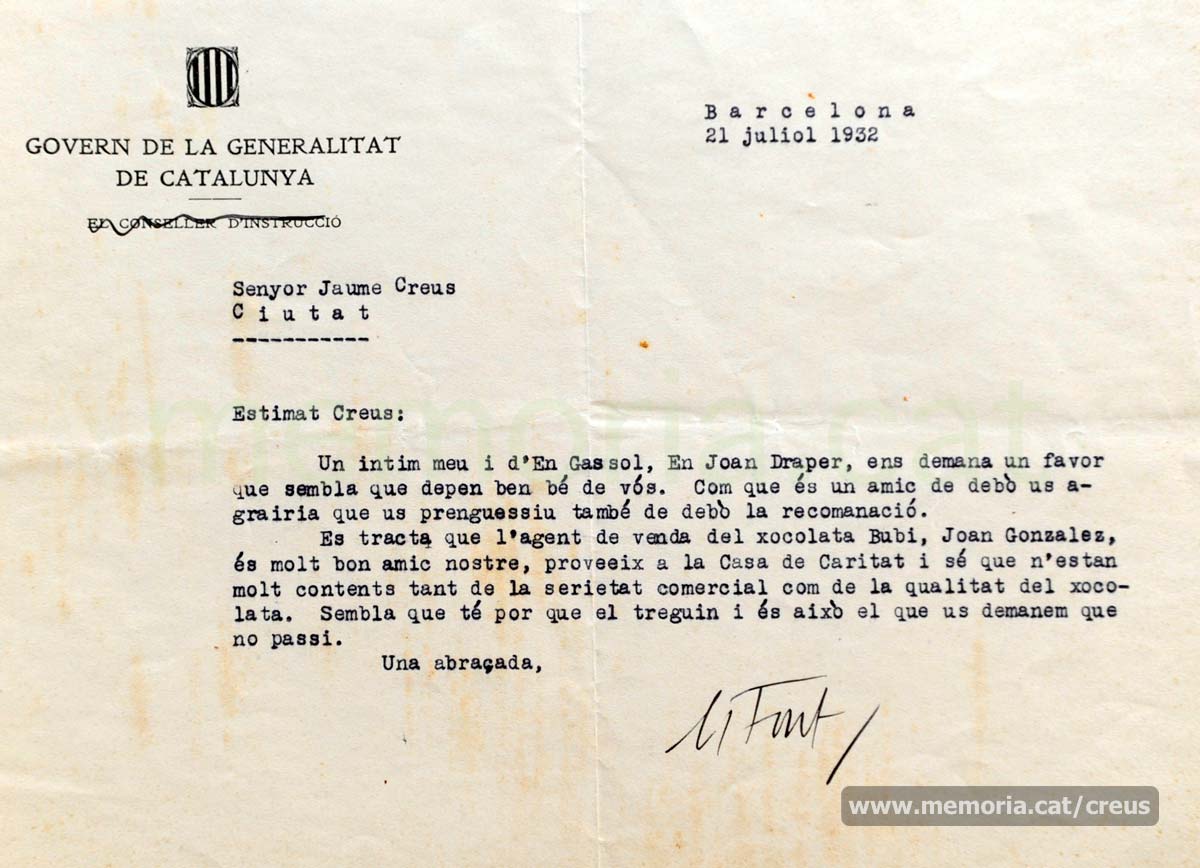 GOVERN DE LA GENERALITAT
DE CATALUNYA
EL CONSELLER D'INSTRUCCIÓ
Barcelona
21 juliol 1932
Senyor Jaume Creus
Ciutat
-----------
Estimat Creus:
Un intim meu i d'En Gassol, En Joan Draper, ens demana un favor
que sembla que depen ben bé de vós. Com que és un amic de debò us a-
grairia que us prenguessiu també de debò la recomanació.
Es tracta que l'agent de venda del xocolata Bubi, Joan Gonzalez,
és molt bon amic nostre, proveeix a la Casa de Caritat i sé que n'estan
molt contents tant de la serietat comercial com de la qualitat del xoco-
lata. Sembla que té por que el treguin i és això el que us demanem que
no passi.
Una abraçada,
Font
memoria.cat
www.memoria.cat/creus